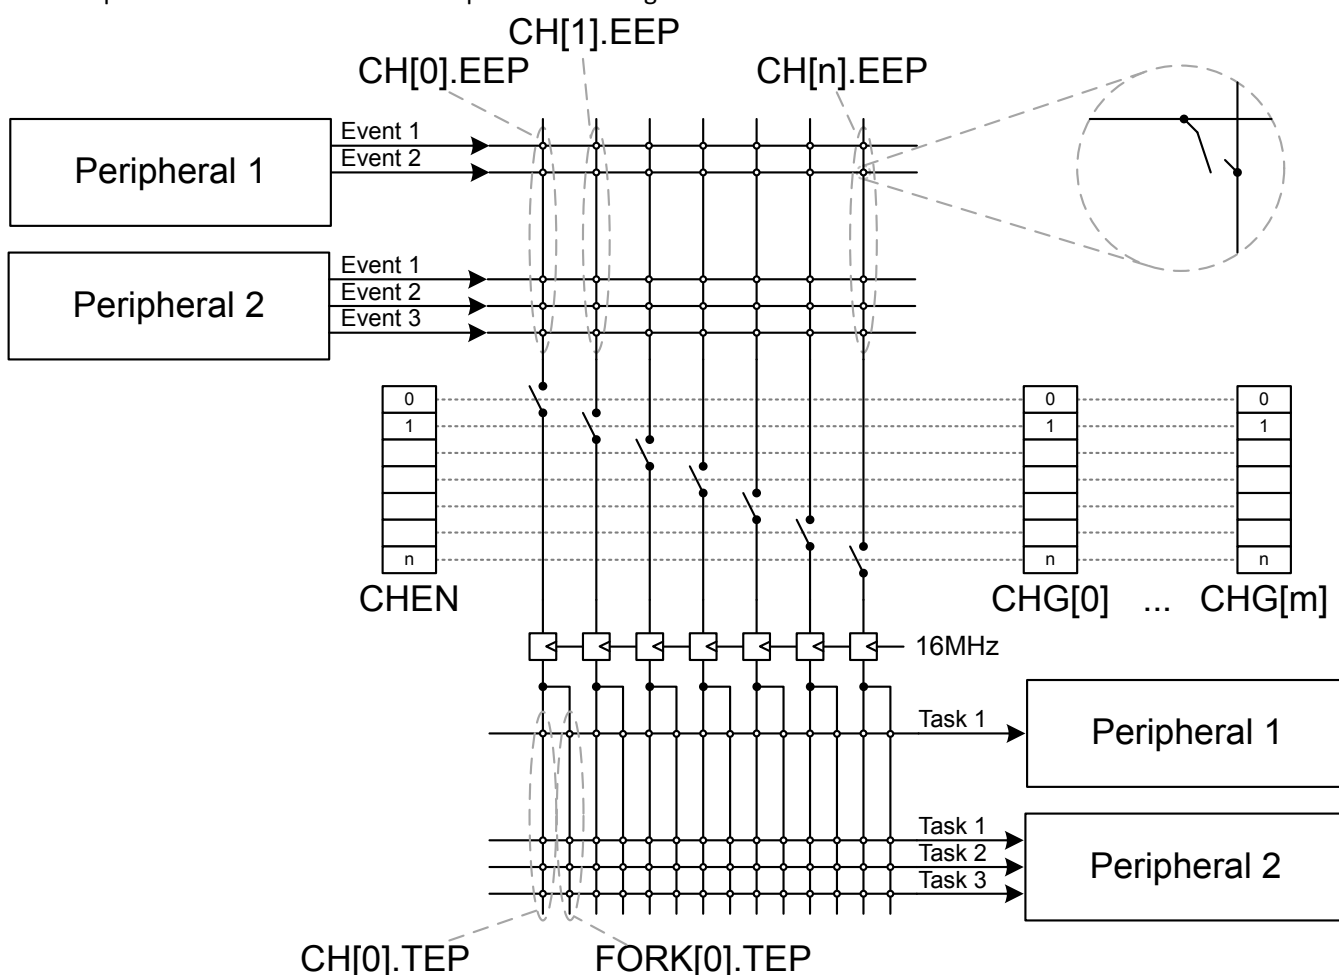 CH[1].EEP
CH[0].EEP
CH[n].EEP
Peripheral 1
Event 1
Event 2
Peripheral 2
Event 1
Event 2
Event 3
0
1
n
CHEN
0
1
n
CHG[0]
...
0
1
n
CHG[m]
16MHz
Task 1
Peripheral 1
Task 1
Task 2
Task 3
Peripheral 2
CH[0].TEP
FORK[0].TEP